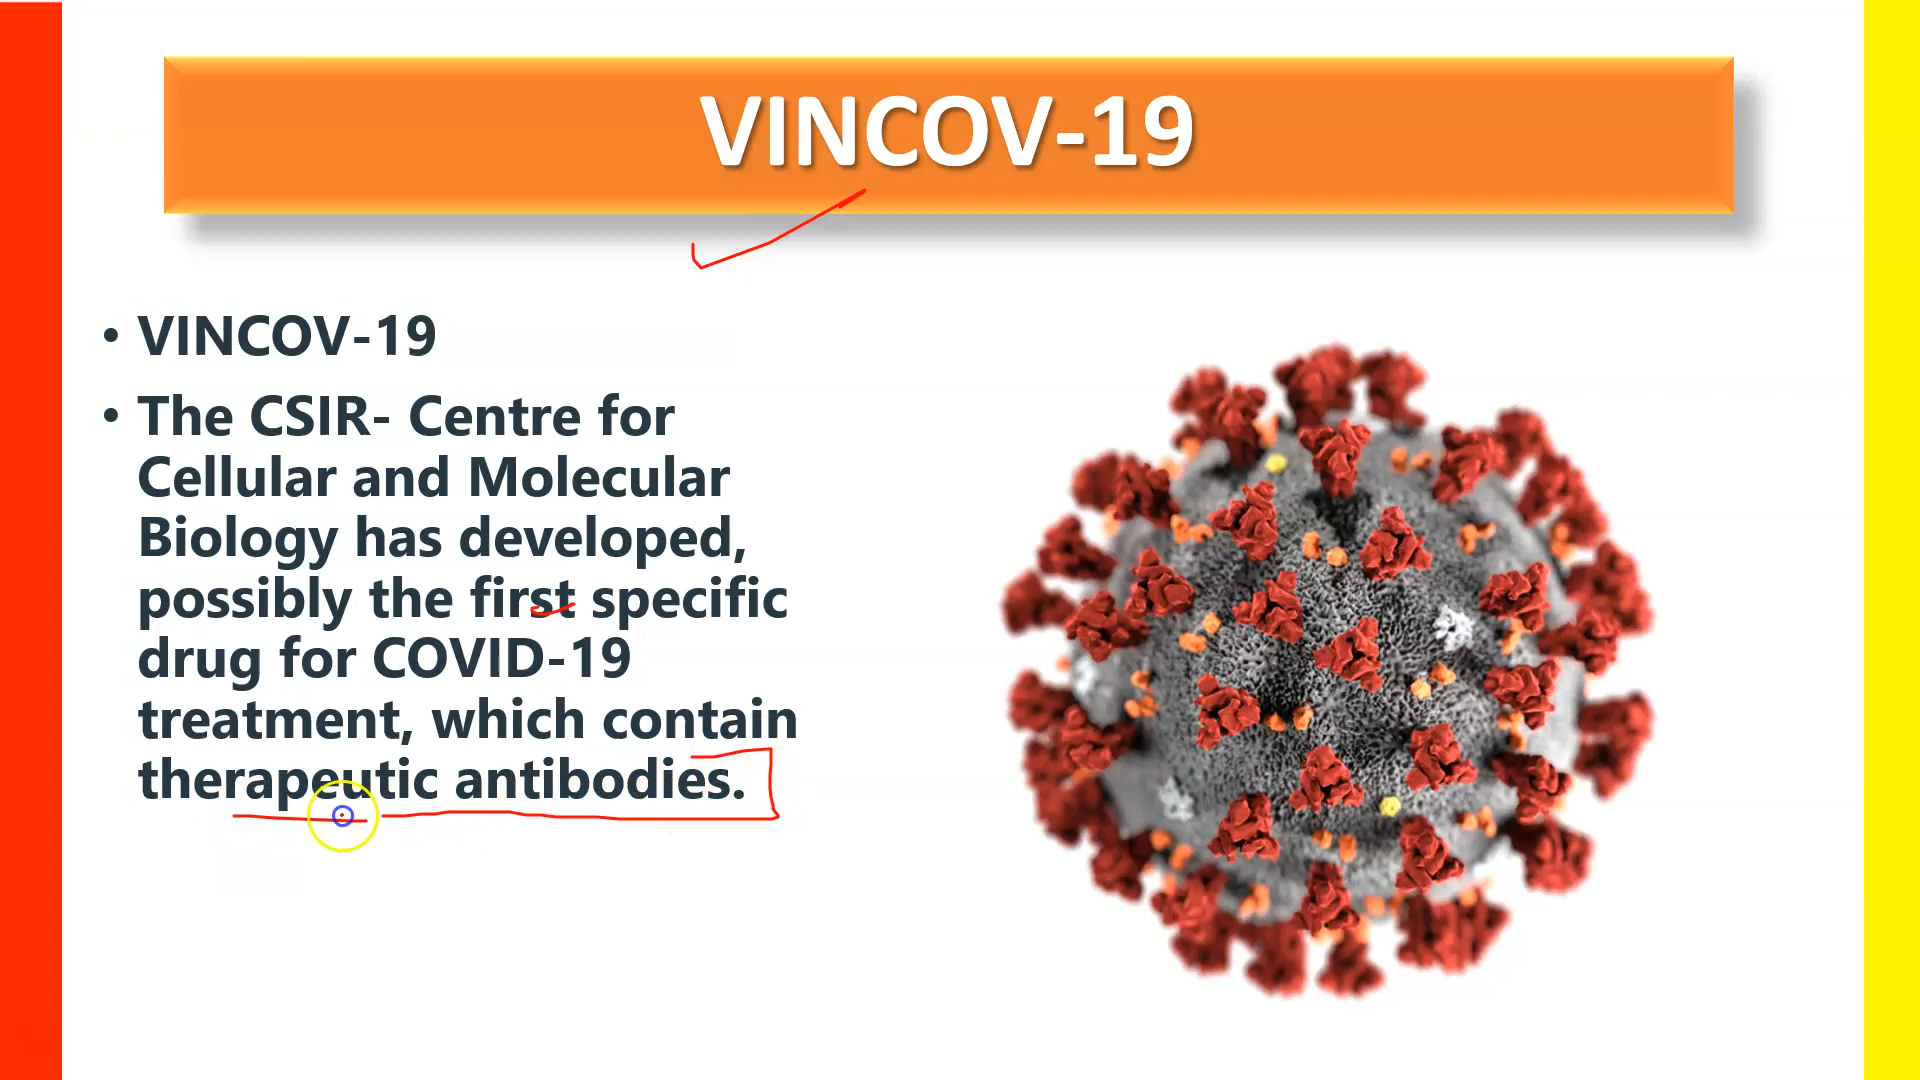 VINCOV-19
• VINCOV-19
• The CSIR- Centre for
Cellular and Molecular
Biology has developed,
possibly the first specific
drug for COVID-19
treatment, which contain
therapeutic antibodies.